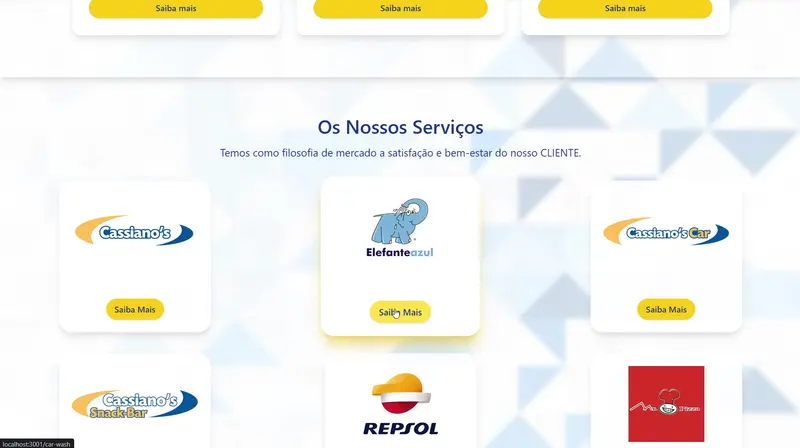 Saiba mais
Saiba mais
Saiba mais
Os Nossos Serviços
Temos como filosofia de mercado a satisfação e bem-estar do nosso CLIENTE.
Cassiano's
Elefanteazul
Cassiano's Car
Saiba Mais
Saiba Mais
Saiba Mais
Cassiano's
Snack-Bar
REPSOL
localhost:3001/car-wash